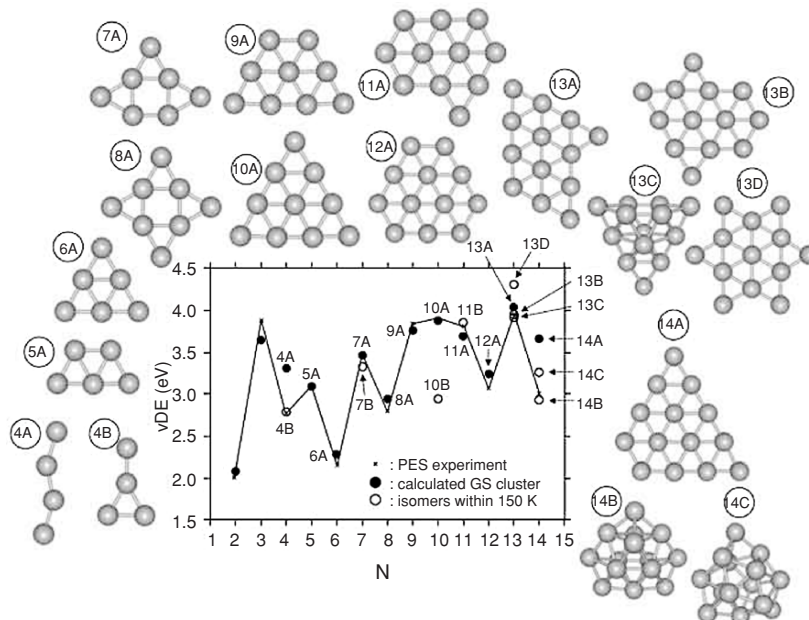 7A
9A
11A
13A
13B
8A
10A
12A
13C
13D
6A
5A
4A
4B
14A
14B
14C
4.5
4.0
3.5
3.0
2.5
2.0
1.5
vDE (eV)
1 2 3 4 5 6 7 8 9 10 11 12 13 14 15
N
4A
4B
5A
6A
7A
7B
8A
9A
10A
10B
11B
11A
12A
13A
13D
13B
13C
14A
14C
14B
× : PES experiment
● : calculated GS cluster
○ : isomers within 150 K